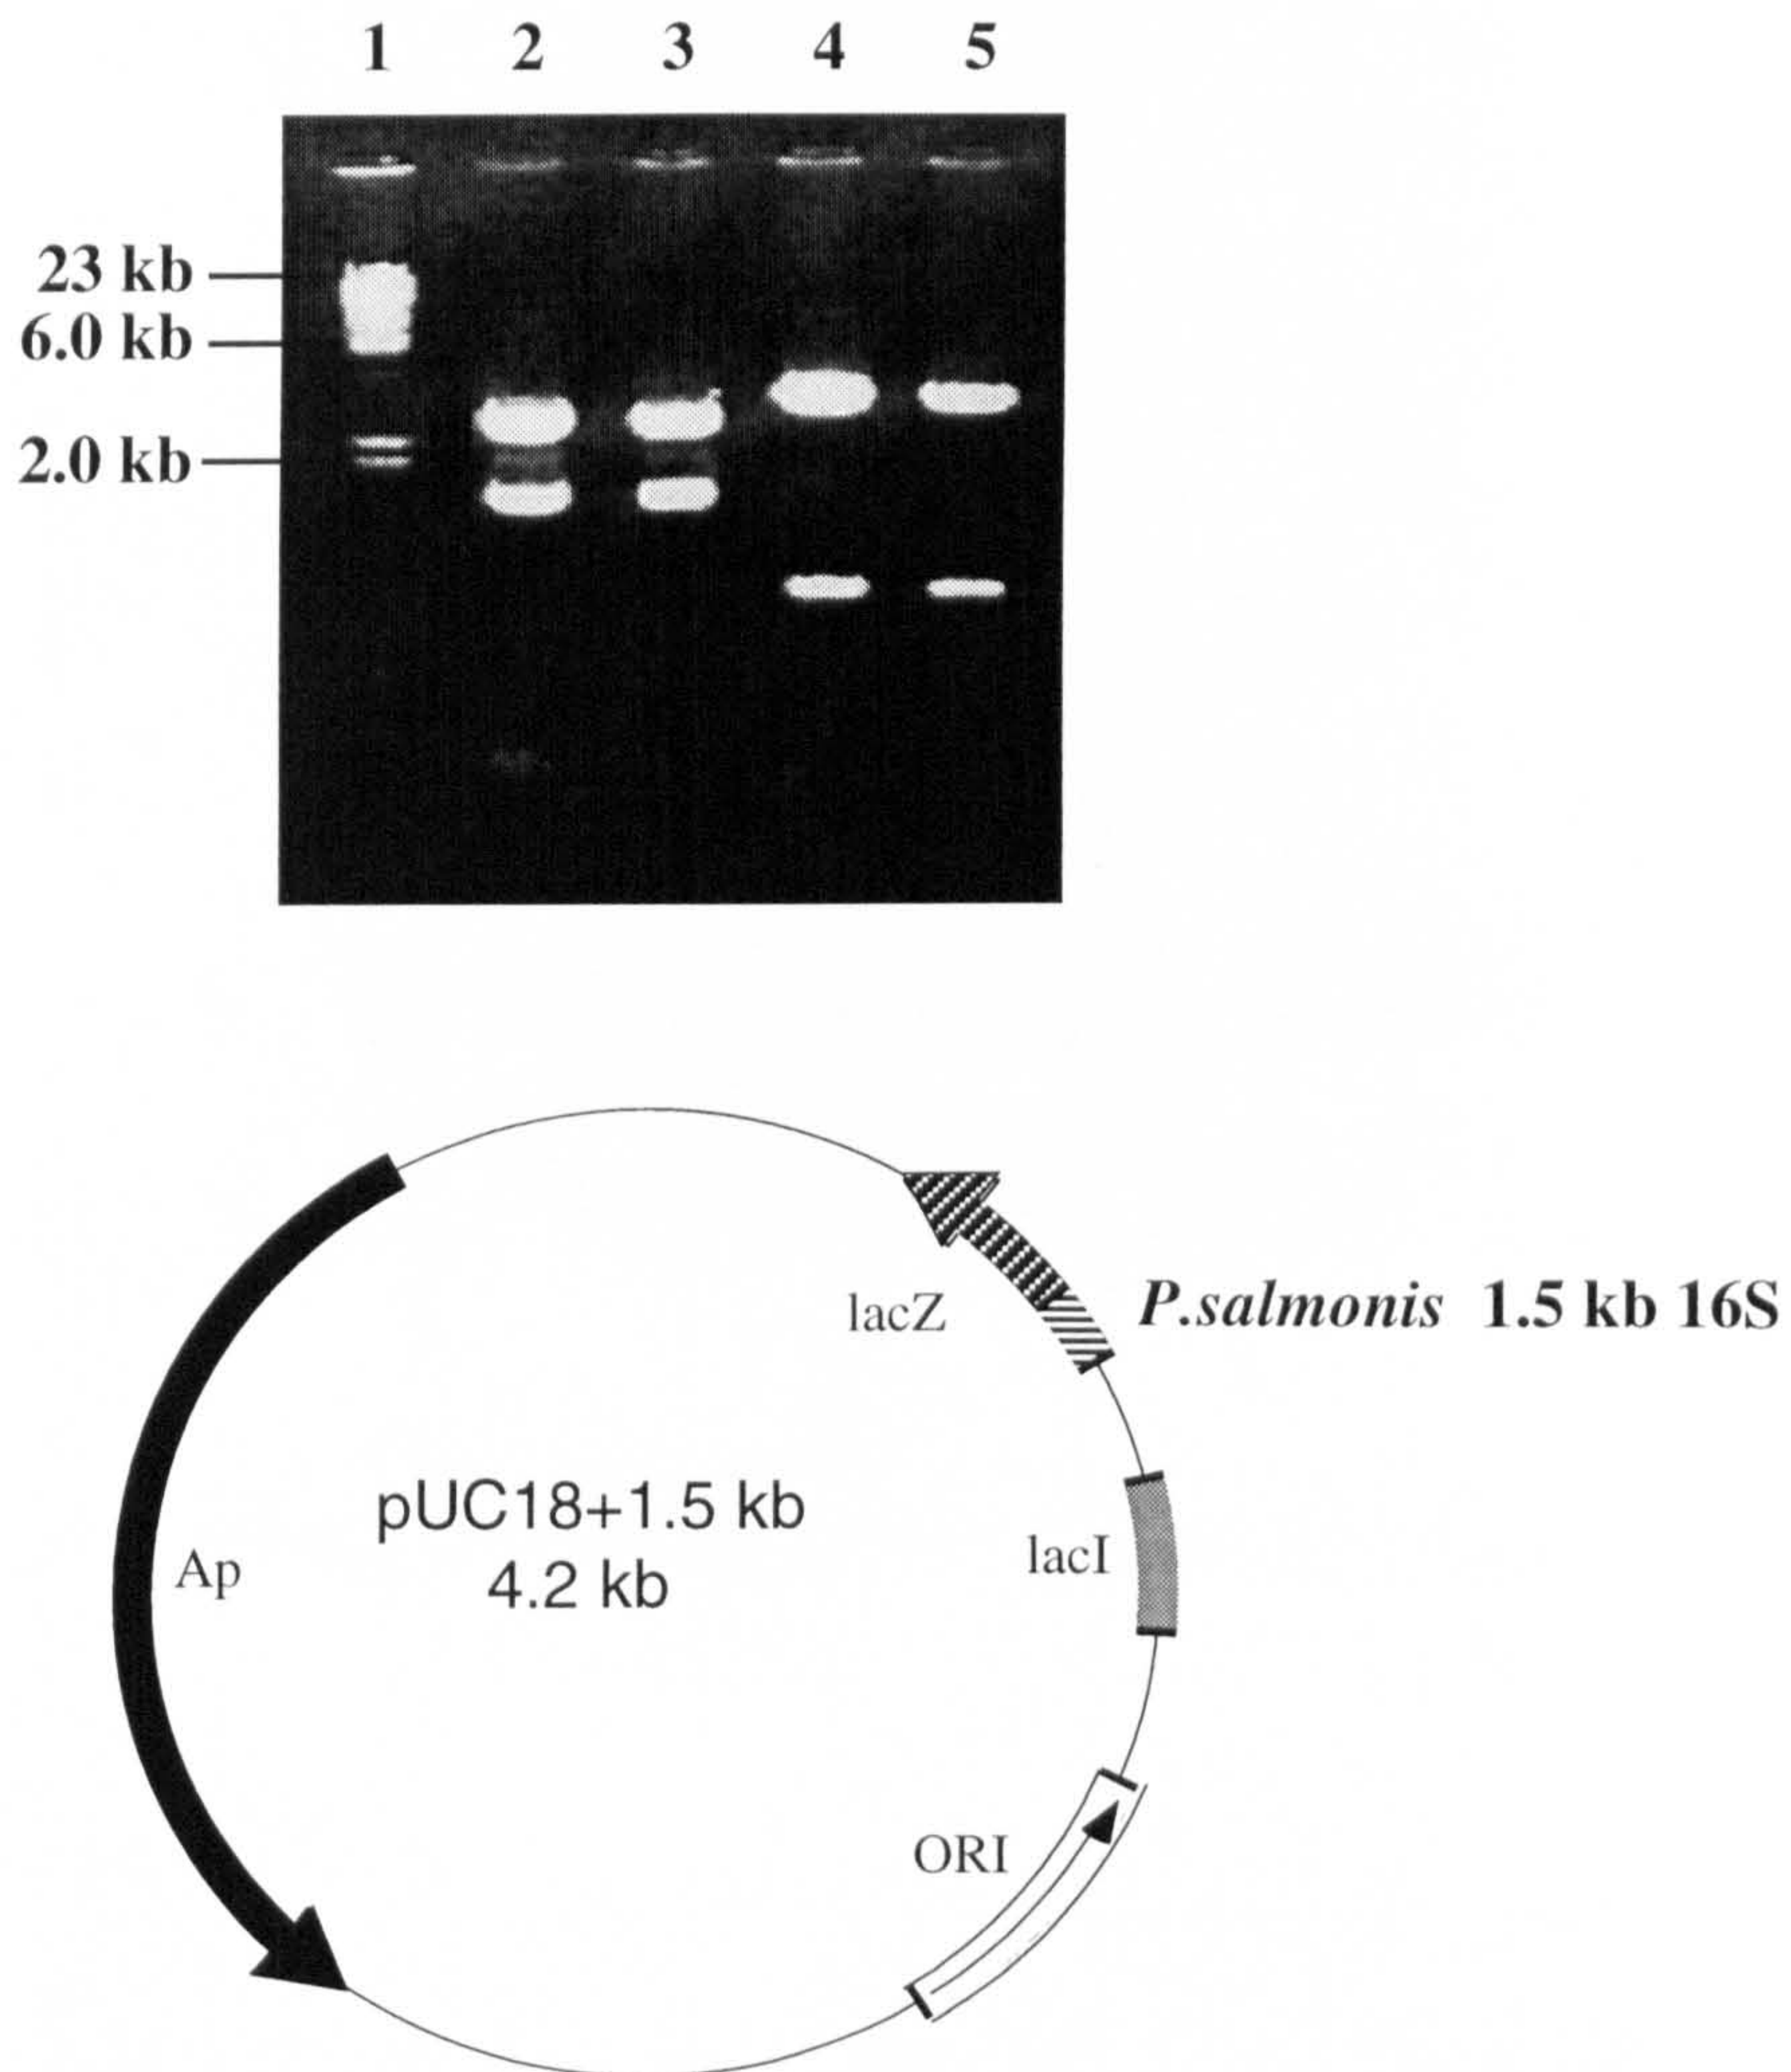 1 2 3 4 5
23 kb
6.0 kb
2.0 kb
lacZ
P.salmonis 1.5 kb 16S
pUC18+1.5 kb
4.2 kb
Ap
lacI
ORI